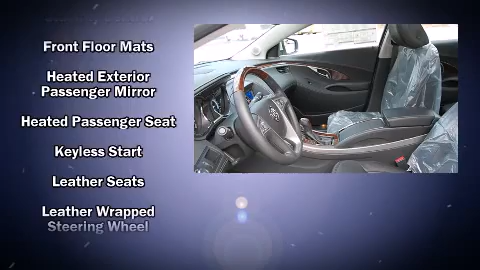 Front Floor Mats
Heated Exterior
Passenger Mirror
Heated Passenger Seat
Keyless Start
Leather Seats
Leather Wrapped
Steering Wheel